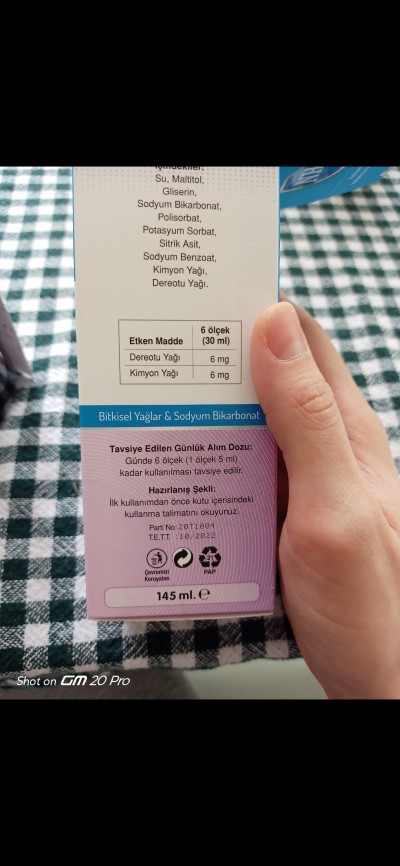 İçindekiler:
Su, Maltitol,
Gliserin,
Sodyum Bikarbonat,
Polisorbat,
Potasyum Sorbat,
Sitrik Asit,
Sodyum Benzoat,
Kimyon Yağı,
Dereotu Yağı.
Etken Madde
6 ölçek
(30 ml)
Dereotu Yağı 6 mg
Kimyon Yağı 6 mg
Bitkisel Yağlar & Sodyum Bikarbonat
Tavsiye Edilen Günlük Alım Dozu:
Günde 6 ölçek (1 ölçek 5 ml)
kadar kullanılması tavsiye edilir.
Hazırlanış Şekli:
İlk kullanımdan önce kutu içerisindeki
kullanma talimatını okuyunuz.
Parti No: 20T1004
T.E.T.T. :10/2022
Çevremizi
Koruyalım
21
PAP
145 ml. e
Shot on GM 20 Pro